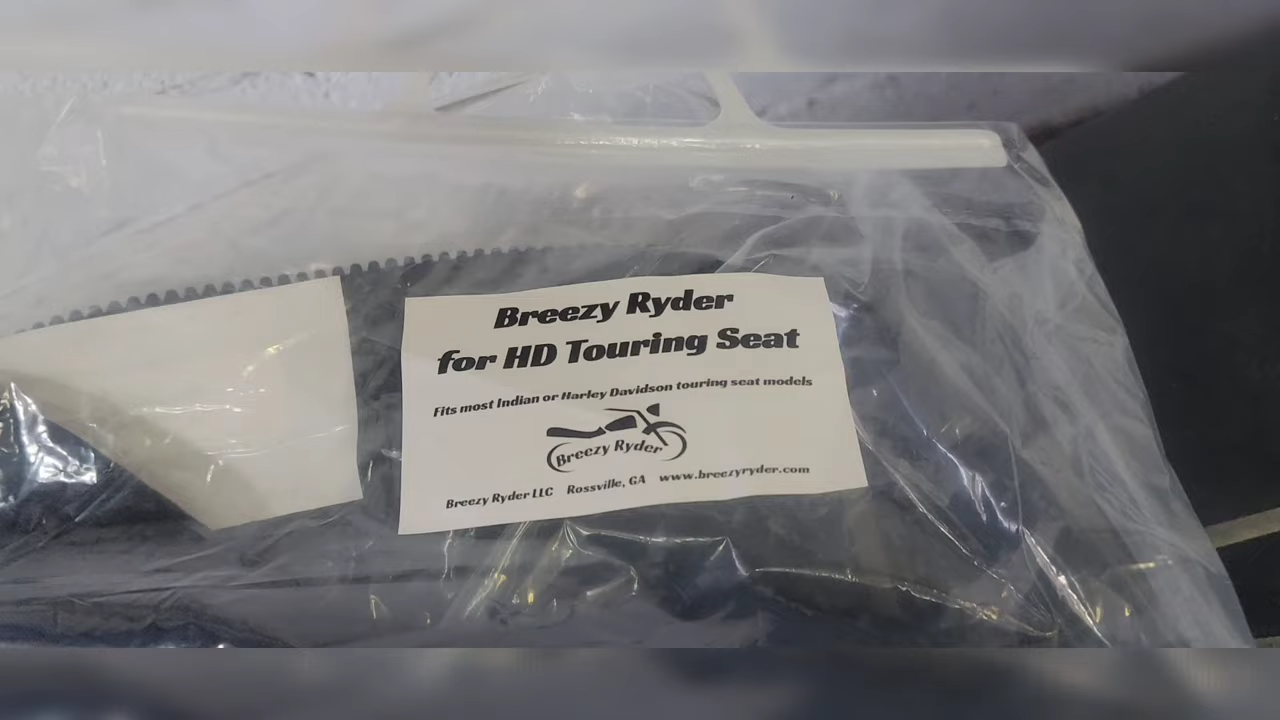 Breezy Ryder
for HD Touring Seat
Fits most Indian or Harley Davidson touring seat models
Breezy Ryder
Breezy Ryder LLC Rossville, GA www.breezyryder.com